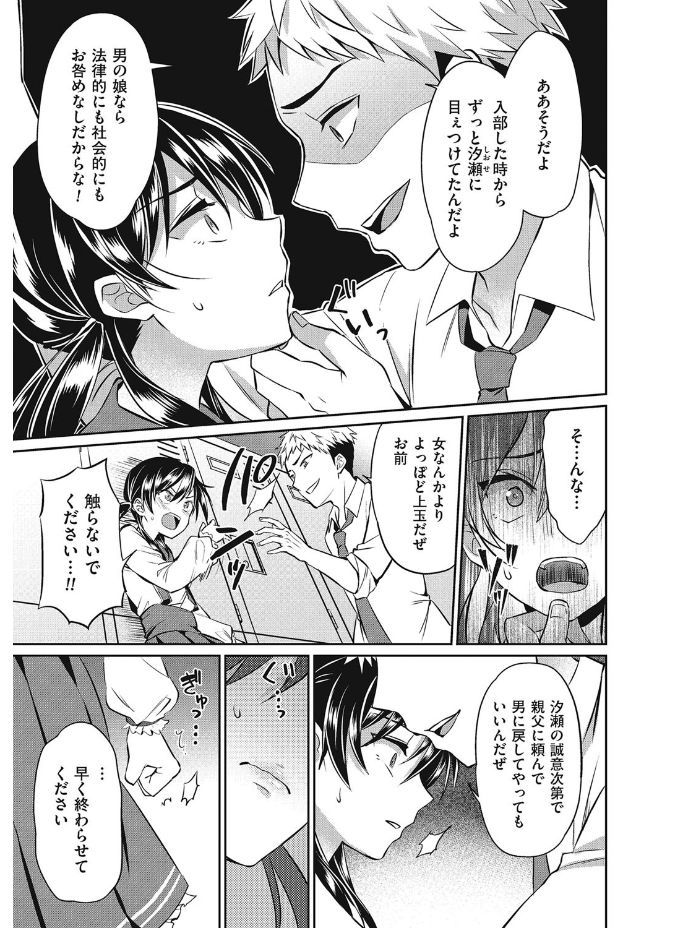 ああそうだよ
入部した時から
ずっと汐瀬に
しおせ
目ぇつけてたんだよ
男の娘なら
法律的にも社会的にも
お咎めなしだからな！
くいっ
そ…んな…
女なんかより
よっぽど上玉だぜ
お前
触らないで
ください…!!
汐瀬の誠意次第で
親父に頼んで
男に戻してやっても
いいんだぜ
くっ…
ぎゅっ…
…
早く終わらせて
ください